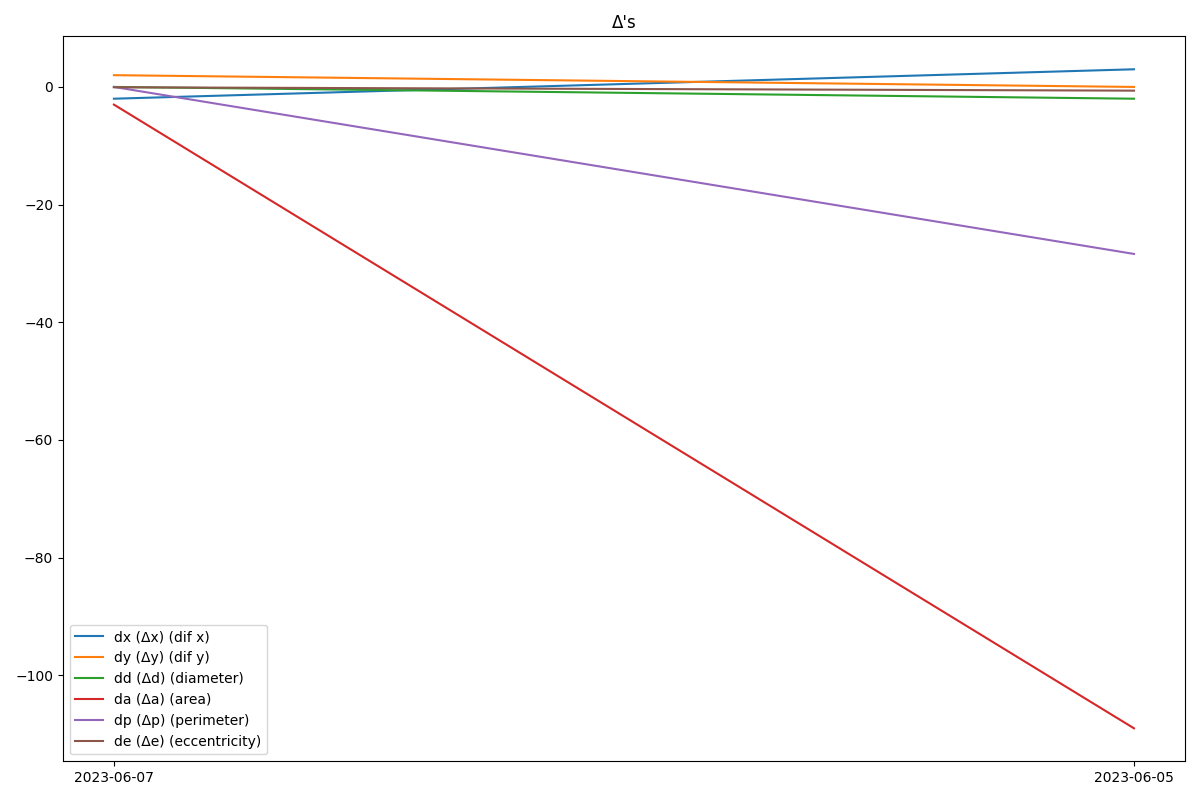 Δ's
0
−20
−40
−60
−80
−100
dx (Δx) (dif x)
dy (Δy) (dif y)
dd (Δd) (diameter)
da (Δa) (area)
dp (Δp) (perimeter)
de (Δe) (eccentricity)
2023-06-07
2023-06-05